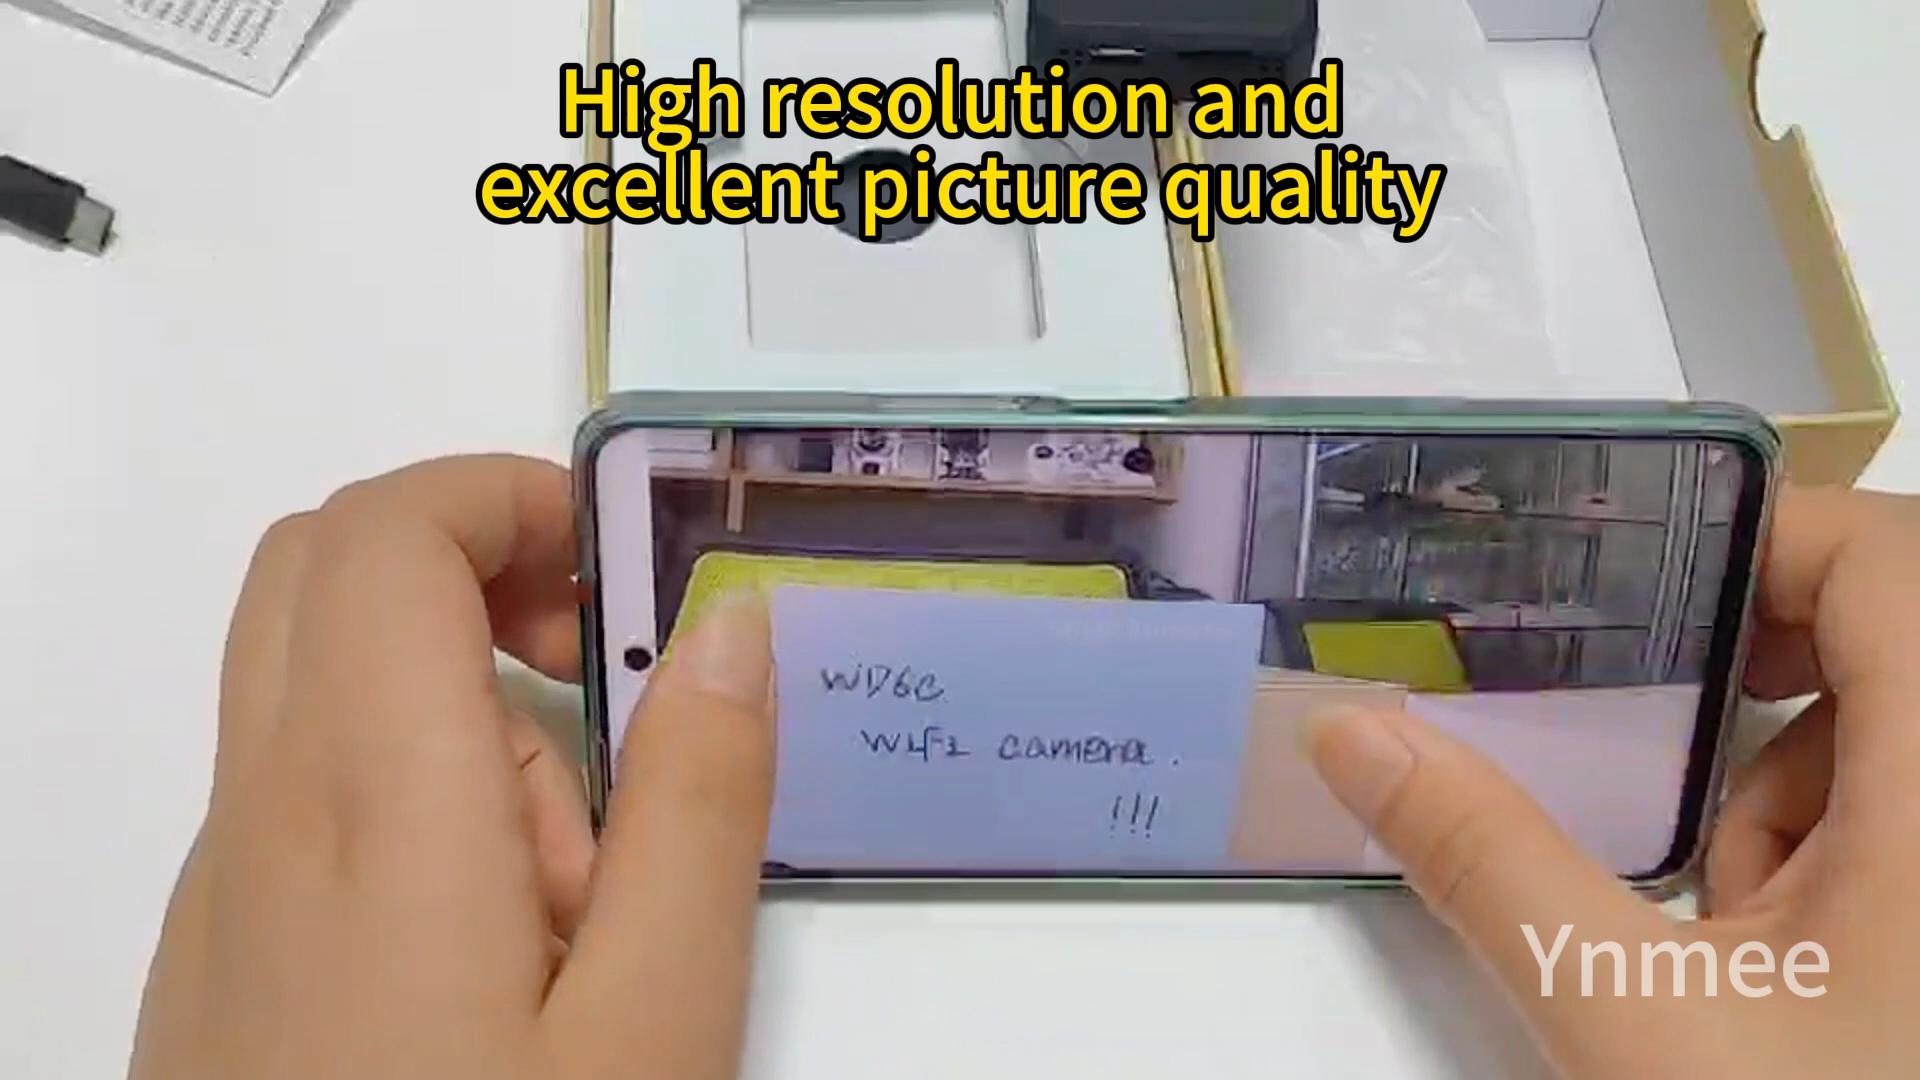 High resolution and
excellent picture quality
WD6C
WIFI camera.
!!!
Ynmee